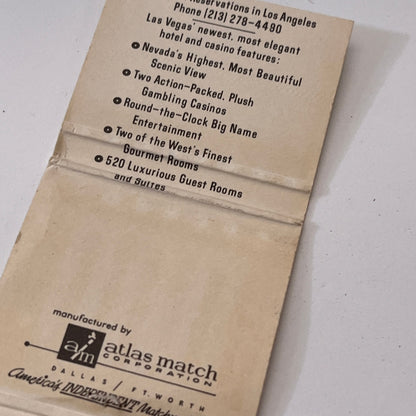 Reservations in Los Angeles
Phone (213) 278-4480
Las Vegas' newest, most elegant
hotel and casino features:
• Nevada's Highest, Most Beautiful
Scenic View
• Two Action-Packed, Plush
Gambling Casinos
• Round-the-Clock Big Name
Entertainment
• Two of the West's Finest
Gourmet Rooms
• 520 Luxurious Guest Rooms
and Suites
manufactured by
a/m atlas match
CORPORATION
DALLAS / FT. WORTH
America's INDEPENDENT